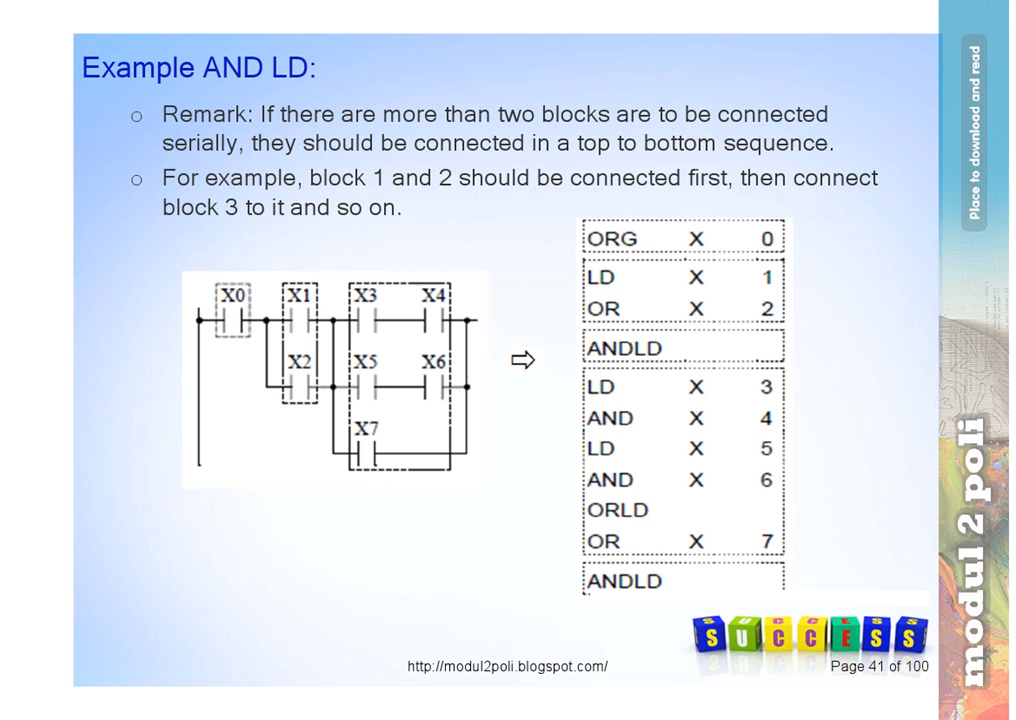 Example AND LD:
o Remark: If there are more than two blocks are to be connected
serially, they should be connected in a top to bottom sequence.
o For example, block 1 and 2 should be connected first, then connect
block 3 to it and so on.
X0 X1 X3 X4
X2 X5 X6
X7
⇨
ORG X 0
LD X 1
OR X 2
ANDLD
LD X 3
AND X 4
LD X 5
AND X 6
ORLD
OR X 7
ANDLD
SUCCESS
http://modul2poli.blogspot.com/
Page 41 of 100
Place to download and read
modul 2 poli